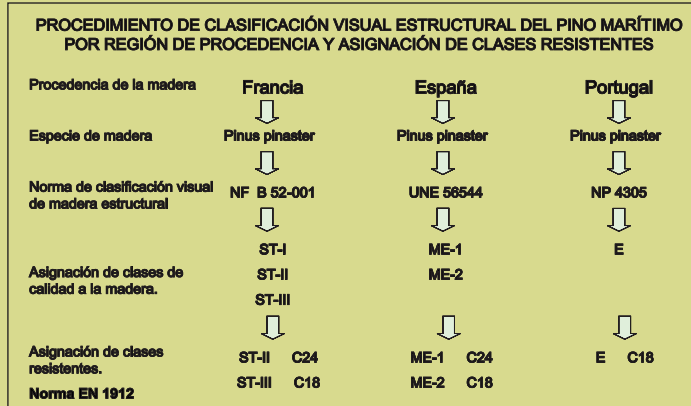 PROCEDIMIENTO DE CLASIFICACIÓN VISUAL ESTRUCTURAL DEL PINO MARÍTIMO
POR REGIÓN DE PROCEDENCIA Y ASIGNACIÓN DE CLASES RESISTENTES
Procedencia de la madera Francia España Portugal
Especie de madera Pinus pinaster Pinus pinaster Pinus pinaster
Norma de clasificación visual
de madera estructural NF B 52-001 UNE 56544 NP 4305
ST-I ME-1 E
Asignación de clases de
calidad a la madera. ST-II ME-2
ST-III
Asignación de clases
resistentes. ST-II C24 ME-1 C24 E C18
ST-III C18 ME-2 C18
Norma EN 1912